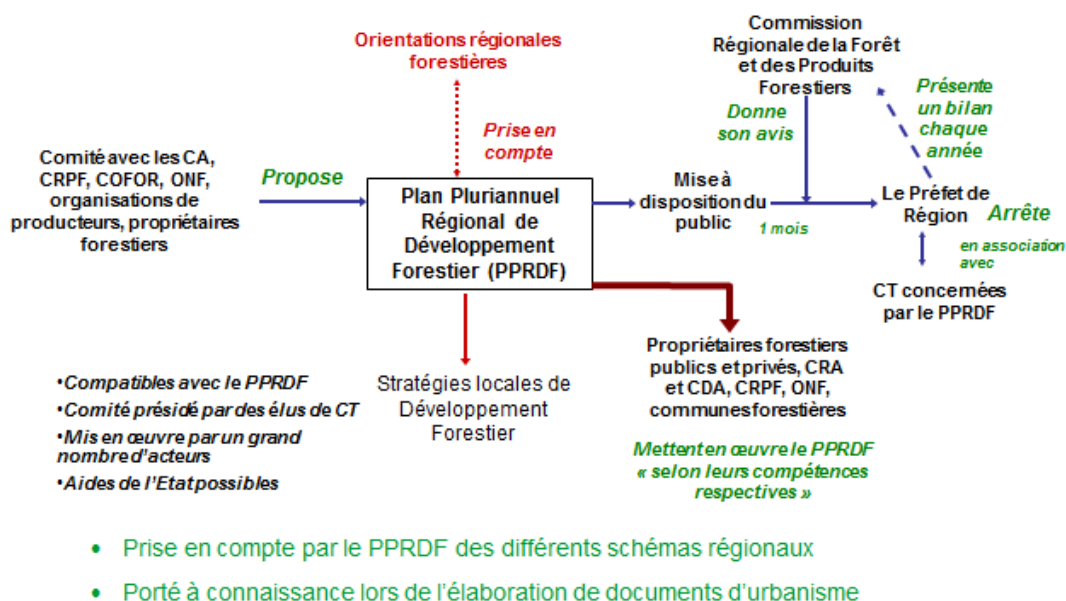 Orientations régionales
forestières
Prise en
compte
Commission
Régionale de la Forêt
et des Produits
Forestiers
Donne
son avis
Présente
un bilan
chaque
année
Comité avec les CA,
CRPF, COFOR, ONF,
organisations de
producteurs, propriétaires
forestiers
Propose
Plan Pluriannuel
Régional de
Développement
Forestier (PPRDF)
Mise à
disposition du
public
1 mois
Le Préfet de
Région
Arrête
en association
avec
CT concernées
par le PPRDF
•Compatibles avec le PPRDF
•Comité présidé par des élus de CT
•Mis en œuvre par un grand
nombre d'acteurs
•Aides de l'Etat possibles
Stratégies locales de
Développement
Forestier
Propriétaires forestiers
publics et privés, CRA
et CDA, CRPF, ONF,
communes forestières
Mettent en œuvre le PPRDF
« selon leurs compétences
respectives »
• Prise en compte par le PPRDF des différents schémas régionaux
• Porté à connaissance lors de l'élaboration de documents d'urbanisme